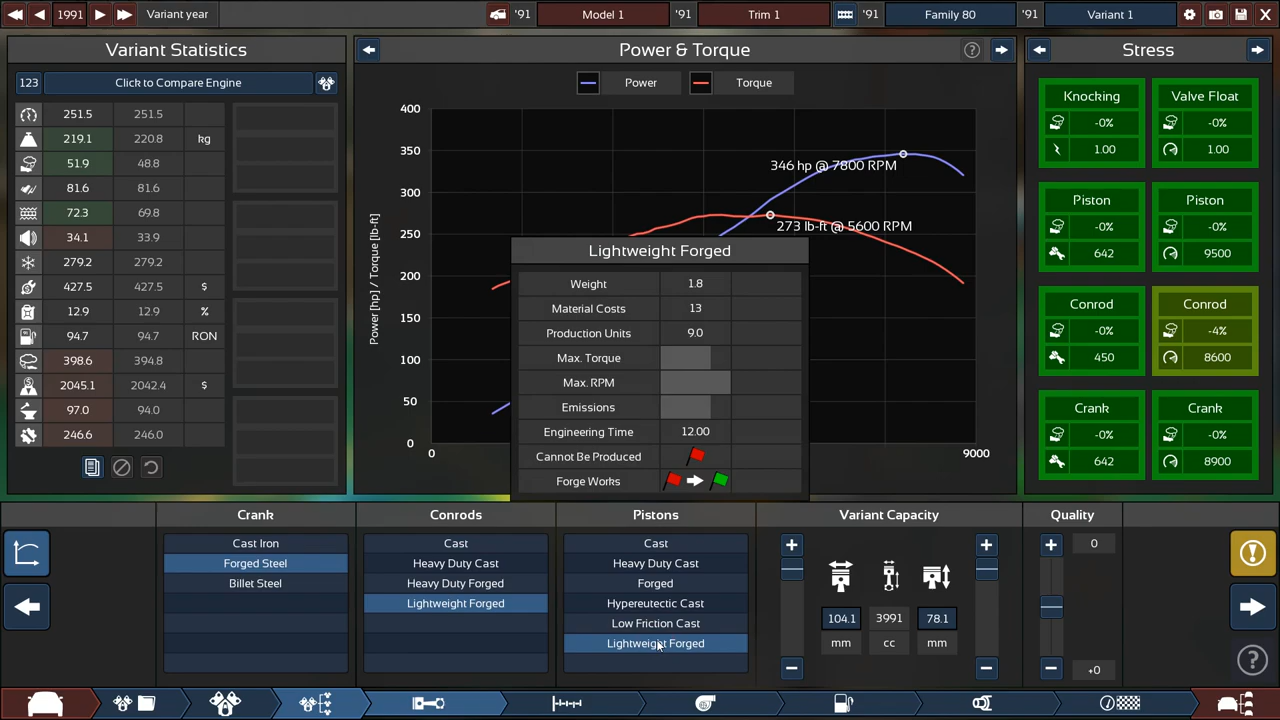 1991 Variant year '91 Model 1 '91 Trim 1 '91 Family 80 '91 Variant 1
Variant Statistics
123 Click to Compare Engine
251.5 251.5
219.1 220.8 kg
51.9 48.8
81.6 81.6
72.3 69.8
34.1 33.9
279.2 279.2
427.5 427.5 $
12.9 12.9 %
94.7 94.7 RON
398.6 394.8
2045.1 2042.4 $
97.0 94.0
246.6 246.0
Power & Torque
?
Power Torque
Power [hp] / Torque [lb-ft]
400
350
300
250
200
150
100
50
0
0 9000
346 hp @ 7800 RPM
273 lb-ft @ 5600 RPM
Lightweight Forged
Weight 1.8
Material Costs 13
Production Units 9.0
Max. Torque
Max. RPM
Emissions
Engineering Time 12.00
Cannot Be Produced
Forge Works
Stress
Knocking Valve Float
-0% -0%
1.00 1.00
Piston Piston
-0% -0%
642 9500
Conrod Conrod
-0% -4%
450 8600
Crank Crank
-0% -0%
642 8900
Crank
Cast Iron
Forged Steel
Billet Steel
Conrods
Cast
Heavy Duty Cast
Heavy Duty Forged
Lightweight Forged
Pistons
Cast
Heavy Duty Cast
Forged
Hypereutectic Cast
Low Friction Cast
Lightweight Forged
Variant Capacity
+ +
104.1 3991 78.1
mm cc mm
Quality
+ 0
+0
?